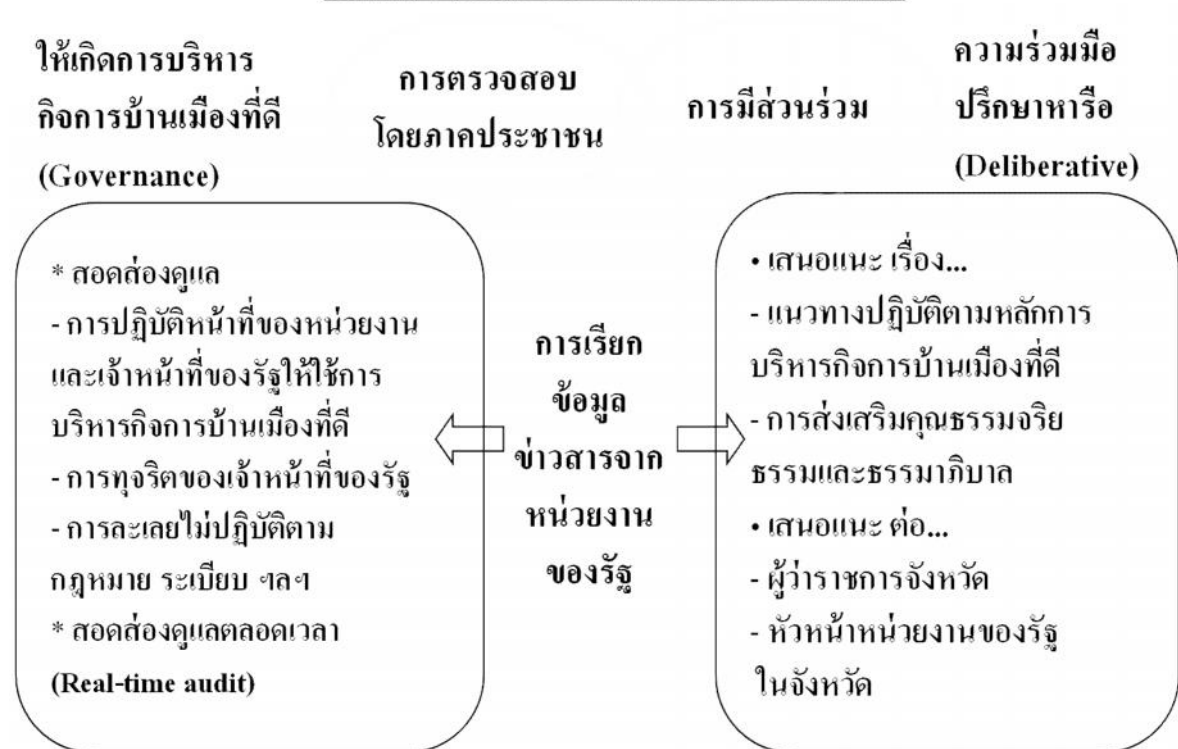 ให้เกิดการบริหาร
กิจการบ้านเมืองที่ดี
(Governance)
การตรวจสอบ
โดยภาคประชาชน
การมีส่วนร่วม
ความร่วมมือ
ปรึกษาหารือ
(Deliberative)
* สอดส่องดูแล
- การปฏิบัติหน้าที่ของหน่วยงาน
และเจ้าหน้าที่ของรัฐให้ใช้การ
บริหารกิจการบ้านเมืองที่ดี
- การทุจริตของเจ้าหน้าที่ของรัฐ
- การละเลยไม่ปฏิบัติตาม
กฎหมาย ระเบียบ ฯลฯ
* สอดส่องดูแลตลอดเวลา
(Real-time audit)
การเรียก
ข้อมูล
ข่าวสารจาก
หน่วยงาน
ของรัฐ
• เสนอแนะ เรื่อง...
- แนวทางปฏิบัติตามหลักการ
บริหารกิจการบ้านเมืองที่ดี
- การส่งเสริมคุณธรรมจริย
ธรรมและธรรมาภิบาล
• เสนอแนะ ต่อ...
- ผู้ว่าราชการจังหวัด
- หัวหน้าหน่วยงานของรัฐ
ในจังหวัด